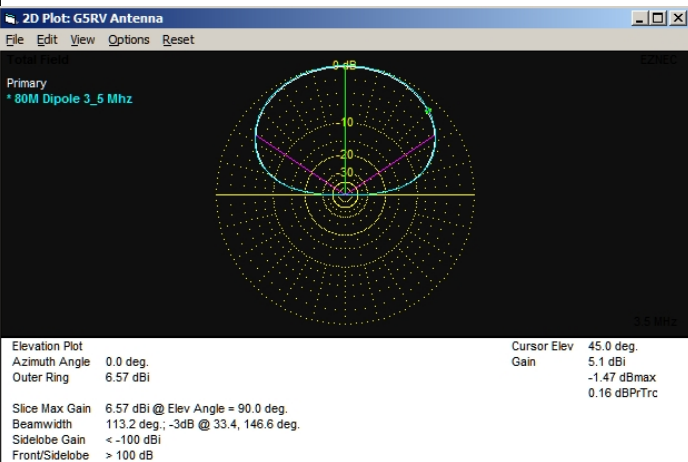 2D Plot: G5RV Antenna
File Edit View Options Reset
Total Field
EZNEC
0 dB
Primary
* 80M Dipole 3_5 Mhz
-10
-20
-30
3.5 MHz
Elevation Plot
Azimuth Angle 0.0 deg.
Outer Ring 6.57 dBi
Slice Max Gain 6.57 dBi @ Elev Angle = 90.0 deg.
Beamwidth 113.2 deg.; -3dB @ 33.4, 146.6 deg.
Sidelobe Gain < -100 dBi
Front/Sidelobe > 100 dB
Cursor Elev 45.0 deg.
Gain 5.1 dBi
-1.47 dBmax
0.16 dBPrTrc